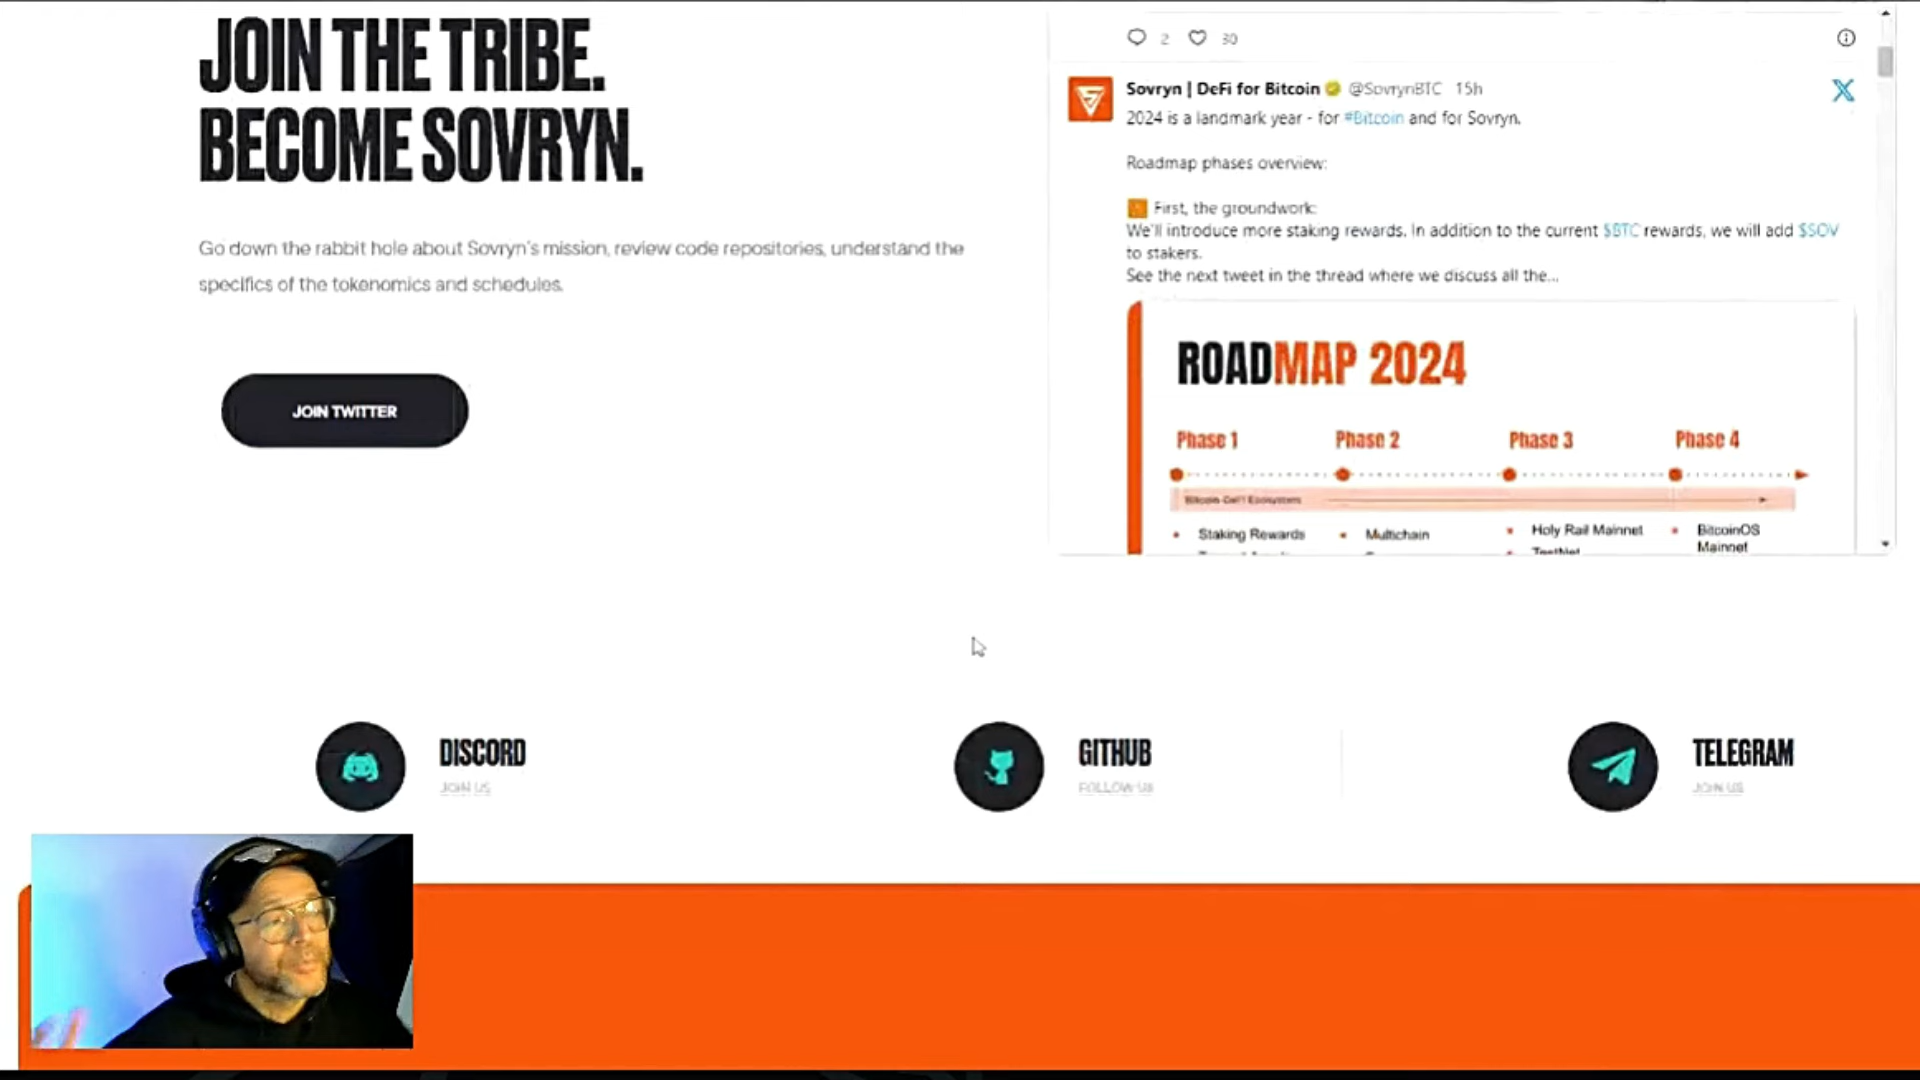 JOIN THE TRIBE.
BECOME SOVRYN.
Go down the rabbit hole about Sovryn's mission, review code repositories, understand the
specifics of the tokenomics and schedules.
JOIN TWITTER
2 30
Sovryn | DeFi for Bitcoin @SovrynBTC 15h
2024 is a landmark year - for #Bitcoin and for Sovryn.
Roadmap phases overview:
First, the groundwork:
We'll introduce more staking rewards. In addition to the current $BTC rewards, we will add $SOV
to stakers.
See the next tweet in the thread where we discuss all the...
ROADMAP 2024
Phase 1 Phase 2 Phase 3 Phase 4
Bitcoin DeFi Ecosystem
Staking Rewards Multichain Holy Rail Mainnet BitcoinOS
Mainnet
DISCORD
JOIN US
GITHUB
FOLLOW US
TELEGRAM
JOIN US